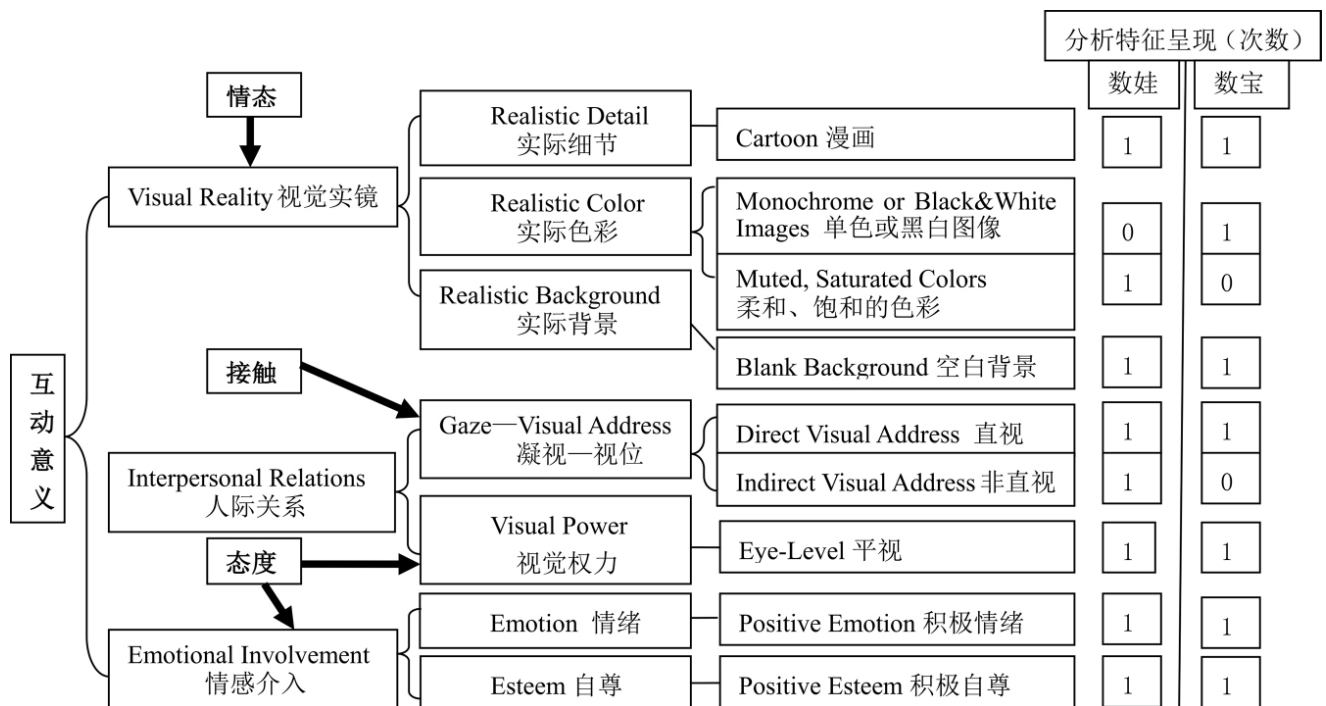 分析特征呈现（次数）
数娃
数宝
情态
Realistic Detail
实际细节
Cartoon 漫画
1
1
Visual Reality 视觉实镜
Realistic Color
实际色彩
Monochrome or Black&White
Images 单色或黑白图像
0
1
Muted, Saturated Colors
柔和、饱和的色彩
1
0
Realistic Background
实际背景
Blank Background 空白背景
1
1
互动意义
接触
Gaze—Visual Address
凝视—视位
Direct Visual Address 直视
1
1
Indirect Visual Address 非直视
1
0
Interpersonal Relations
人际关系
Visual Power
视觉权力
Eye-Level 平视
1
1
态度
Emotion 情绪
Positive Emotion 积极情绪
1
1
Emotional Involvement
情感介入
Esteem 自尊
Positive Esteem 积极自尊
1
1